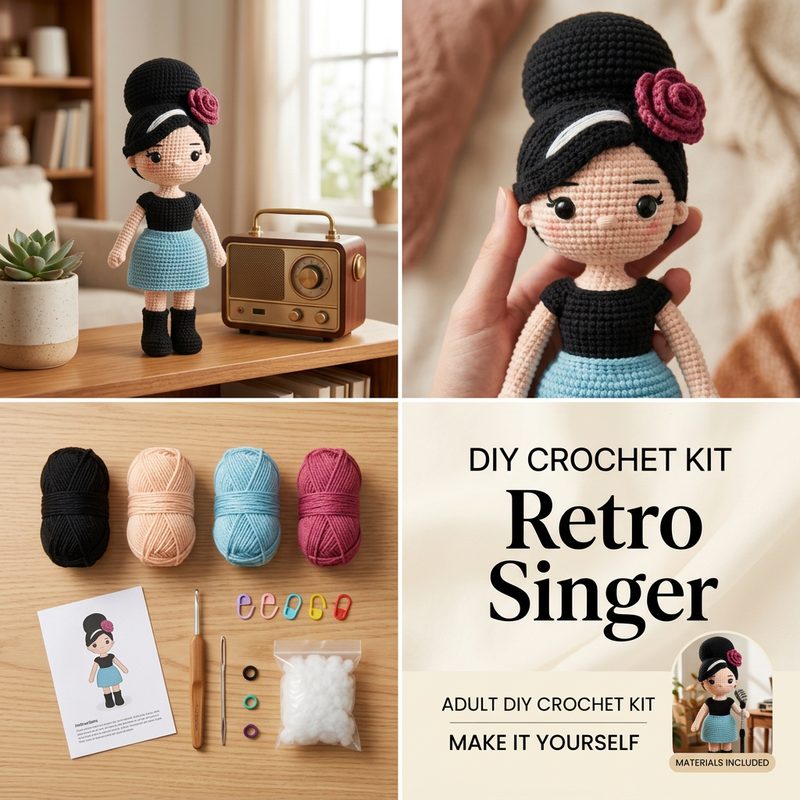 DIY CROCHET KIT
Retro
Singer
ADULT DIY CROCHET KIT
MAKE IT YOURSELF
MATERIALS INCLUDED
Instructions